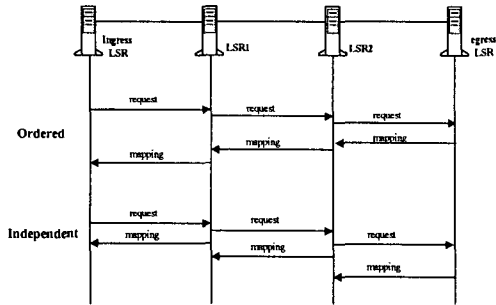 Ingress
LSR
LSR1
LSR2
egress
LSR
request
request
request
Ordered
mapping
mapping
mapping
request
request
Independent
mapping
request
mapping
mapping